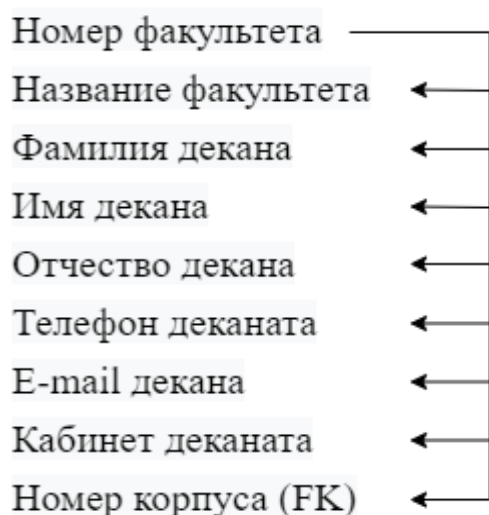 Номер факультета
Название факультета
Фамилия декана
Имя декана
Отчество декана
Телефон деканата
E-mail декана
Кабинет деканата
Номер корпуса (FK)